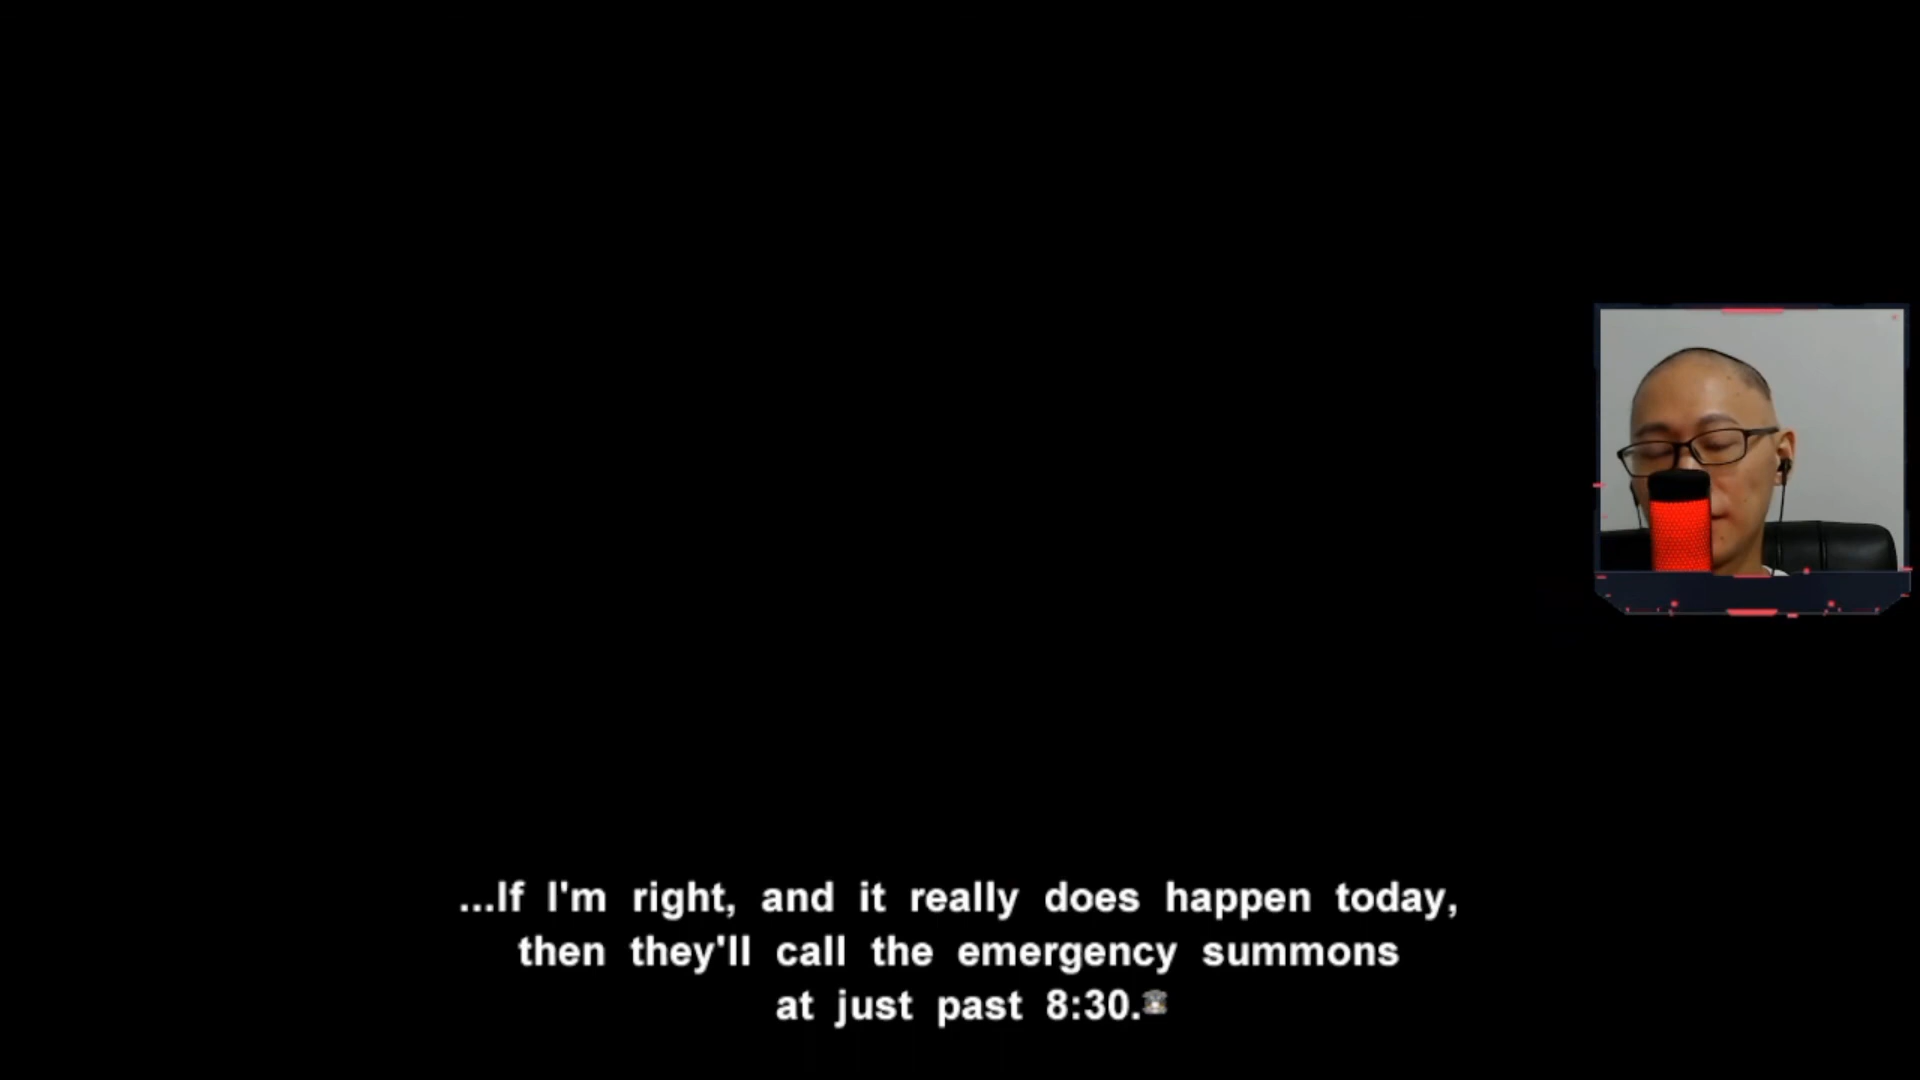 ...If I'm right, and it really does happen today,
then they'll call the emergency summons
at just past 8:30.